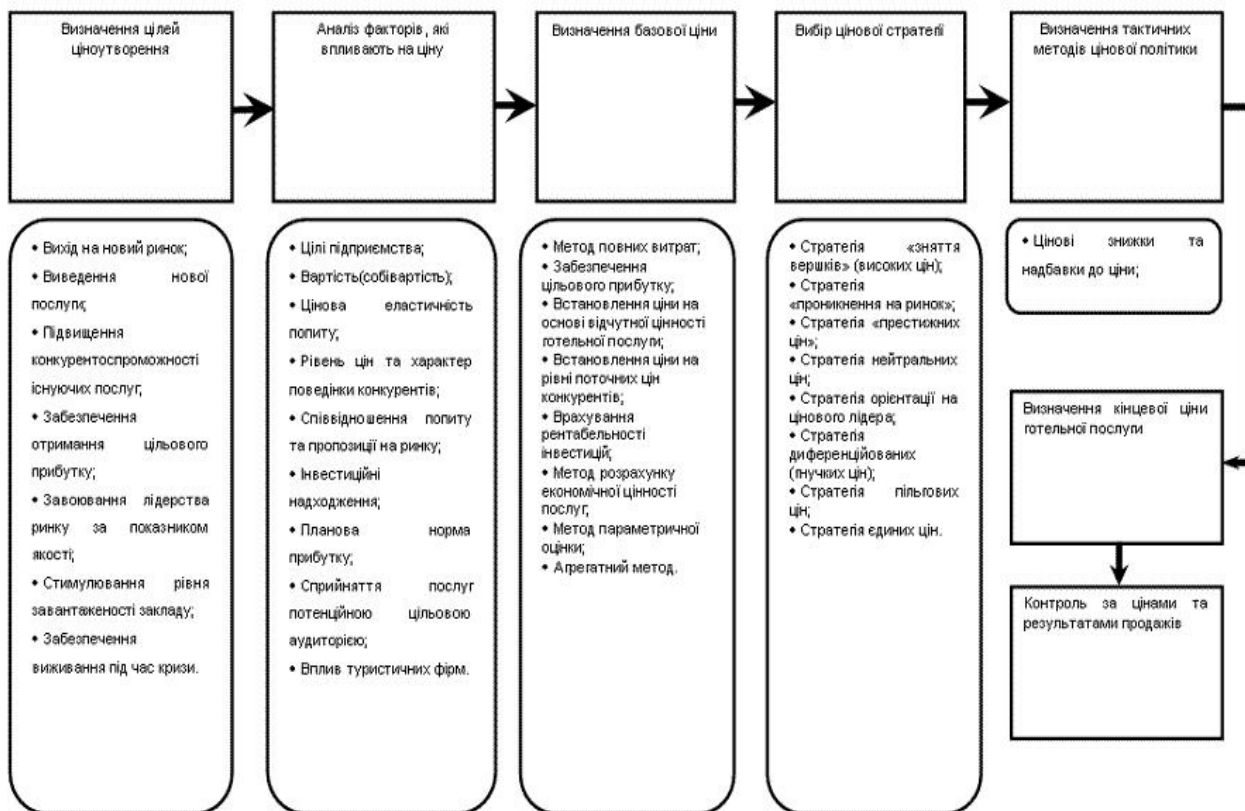 Визначення цілей
ціноутворення
Аналіз факторів, які
впливають на ціну
Визначення базової ціни
Вибір цінової стратегії
Визначення тактичних
методів цінової політики
• Вихід на новий ринок;
• Виведення нової
послуги;
• Підвищення
конкурентоспроможності
існуючих послуг;
• Забезпечення
отримання цільового
прибутку;
• Завоювання лідерства
ринку за показником
якості;
• Стимулювання рівня
завантаженості закладу;
• Забезпечення
виживання під час кризи.
• Цілі підприємства;
• Вартість(собівартість);
• Цінова еластичність
попиту;
• Рівень цін та характер
поведінки конкурентів;
• Співвідношення попиту
та пропозиції на ринку;
• Інвестиційні
надходження;
• Планова норма
прибутку;
• Сприйняття послуг
потенційною цільовою
аудиторією;
• Вплив туристичних фірм.
• Метод повних витрат;
• Забезпечення
цільового прибутку;
• Встановлення ціни на
основі відчутної цінності
готельної послуги;
• Встановлення ціни на
рівні поточних цін
конкурентів;
• Врахування
рентабельності
інвестицій;
• Метод розрахунку
економічної цінності
послуг;
• Метод параметричної
оцінки;
• Агрегатний метод.
• Стратегія «зняття
вершків» (високих цін);
• Стратегія
«проникнення на ринок»;
• Стратегія «престижних
цін»;
• Стратегія нейтральних
цін;
• Стратегія орієнтації на
цінового лідера;
• Стратегія
диференційованих
(гнучких цін);
• Стратегія пільгових
цін;
• Стратегія єдиних цін.
• Цінові знижки та
надбавки до ціни;
Визначення кінцевої ціни
готельної послуги
Контроль за цінами та
результатами продажів